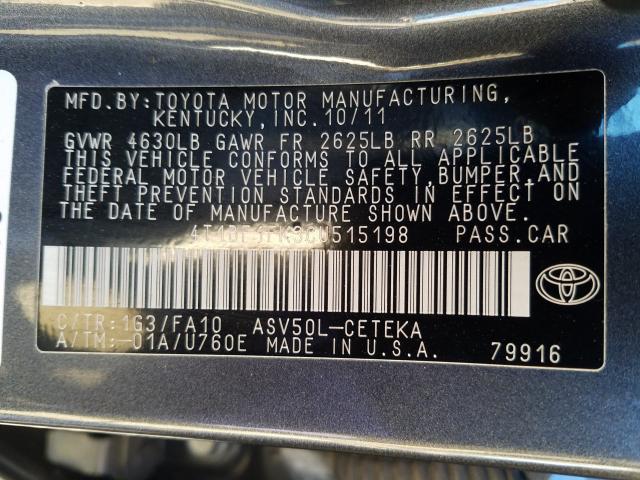 MFD.BY:TOYOTA MOTOR MANUFACTURING,
KENTUCKY,INC.10/11
GVWR 4630LB GAWR FR 2625LB RR 2625LB
THIS VEHICLE CONFORMS TO ALL APPLICABLE
FEDERAL MOTOR VEHICLE SAFETY,BUMPER,AND
THEFT PREVENTION STANDARDS IN EFFECT ON
THE DATE OF MANUFACTURE SHOWN ABOVE.
4T1BF1FK3CU515198 PASS.CAR
C/TR:1G3/FA10 ASV50L-CETEKA
A/TM:-01A/U760E MADE IN U.S.A. 79916